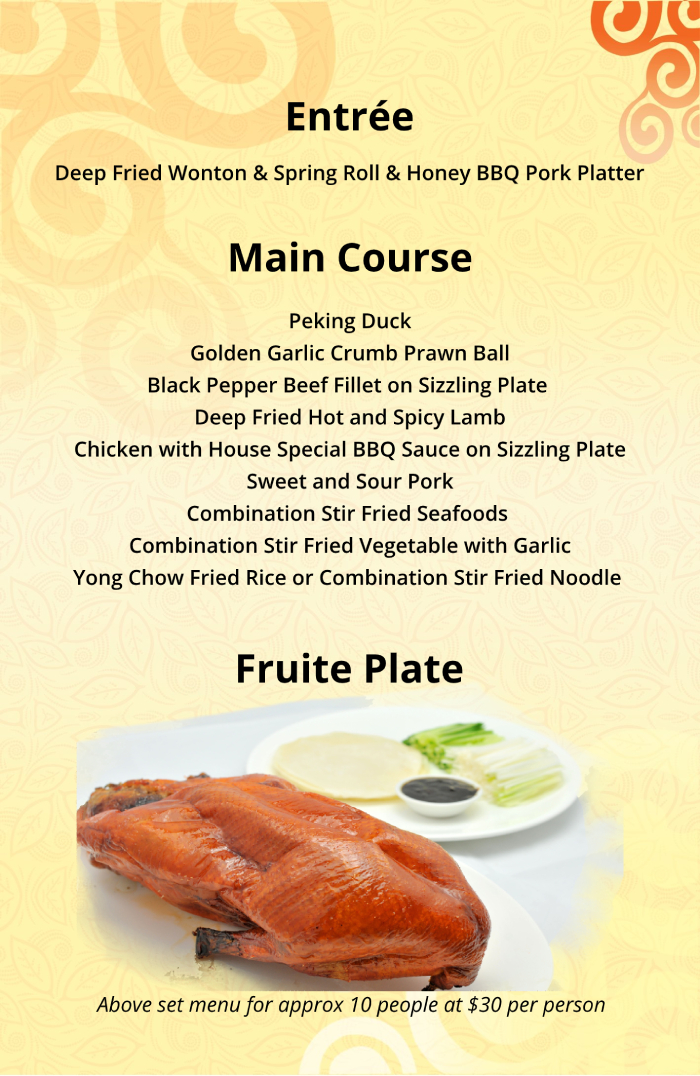 Entrée
Deep Fried Wonton & Spring Roll & Honey BBQ Pork Platter
Main Course
Peking Duck
Golden Garlic Crumb Prawn Ball
Black Pepper Beef Fillet on Sizzling Plate
Deep Fried Hot and Spicy Lamb
Chicken with House Special BBQ Sauce on Sizzling Plate
Sweet and Sour Pork
Combination Stir Fried Seafoods
Combination Stir Fried Vegetable with Garlic
Yong Chow Fried Rice or Combination Stir Fried Noodle
Fruite Plate
Above set menu for approx 10 people at $30 per person